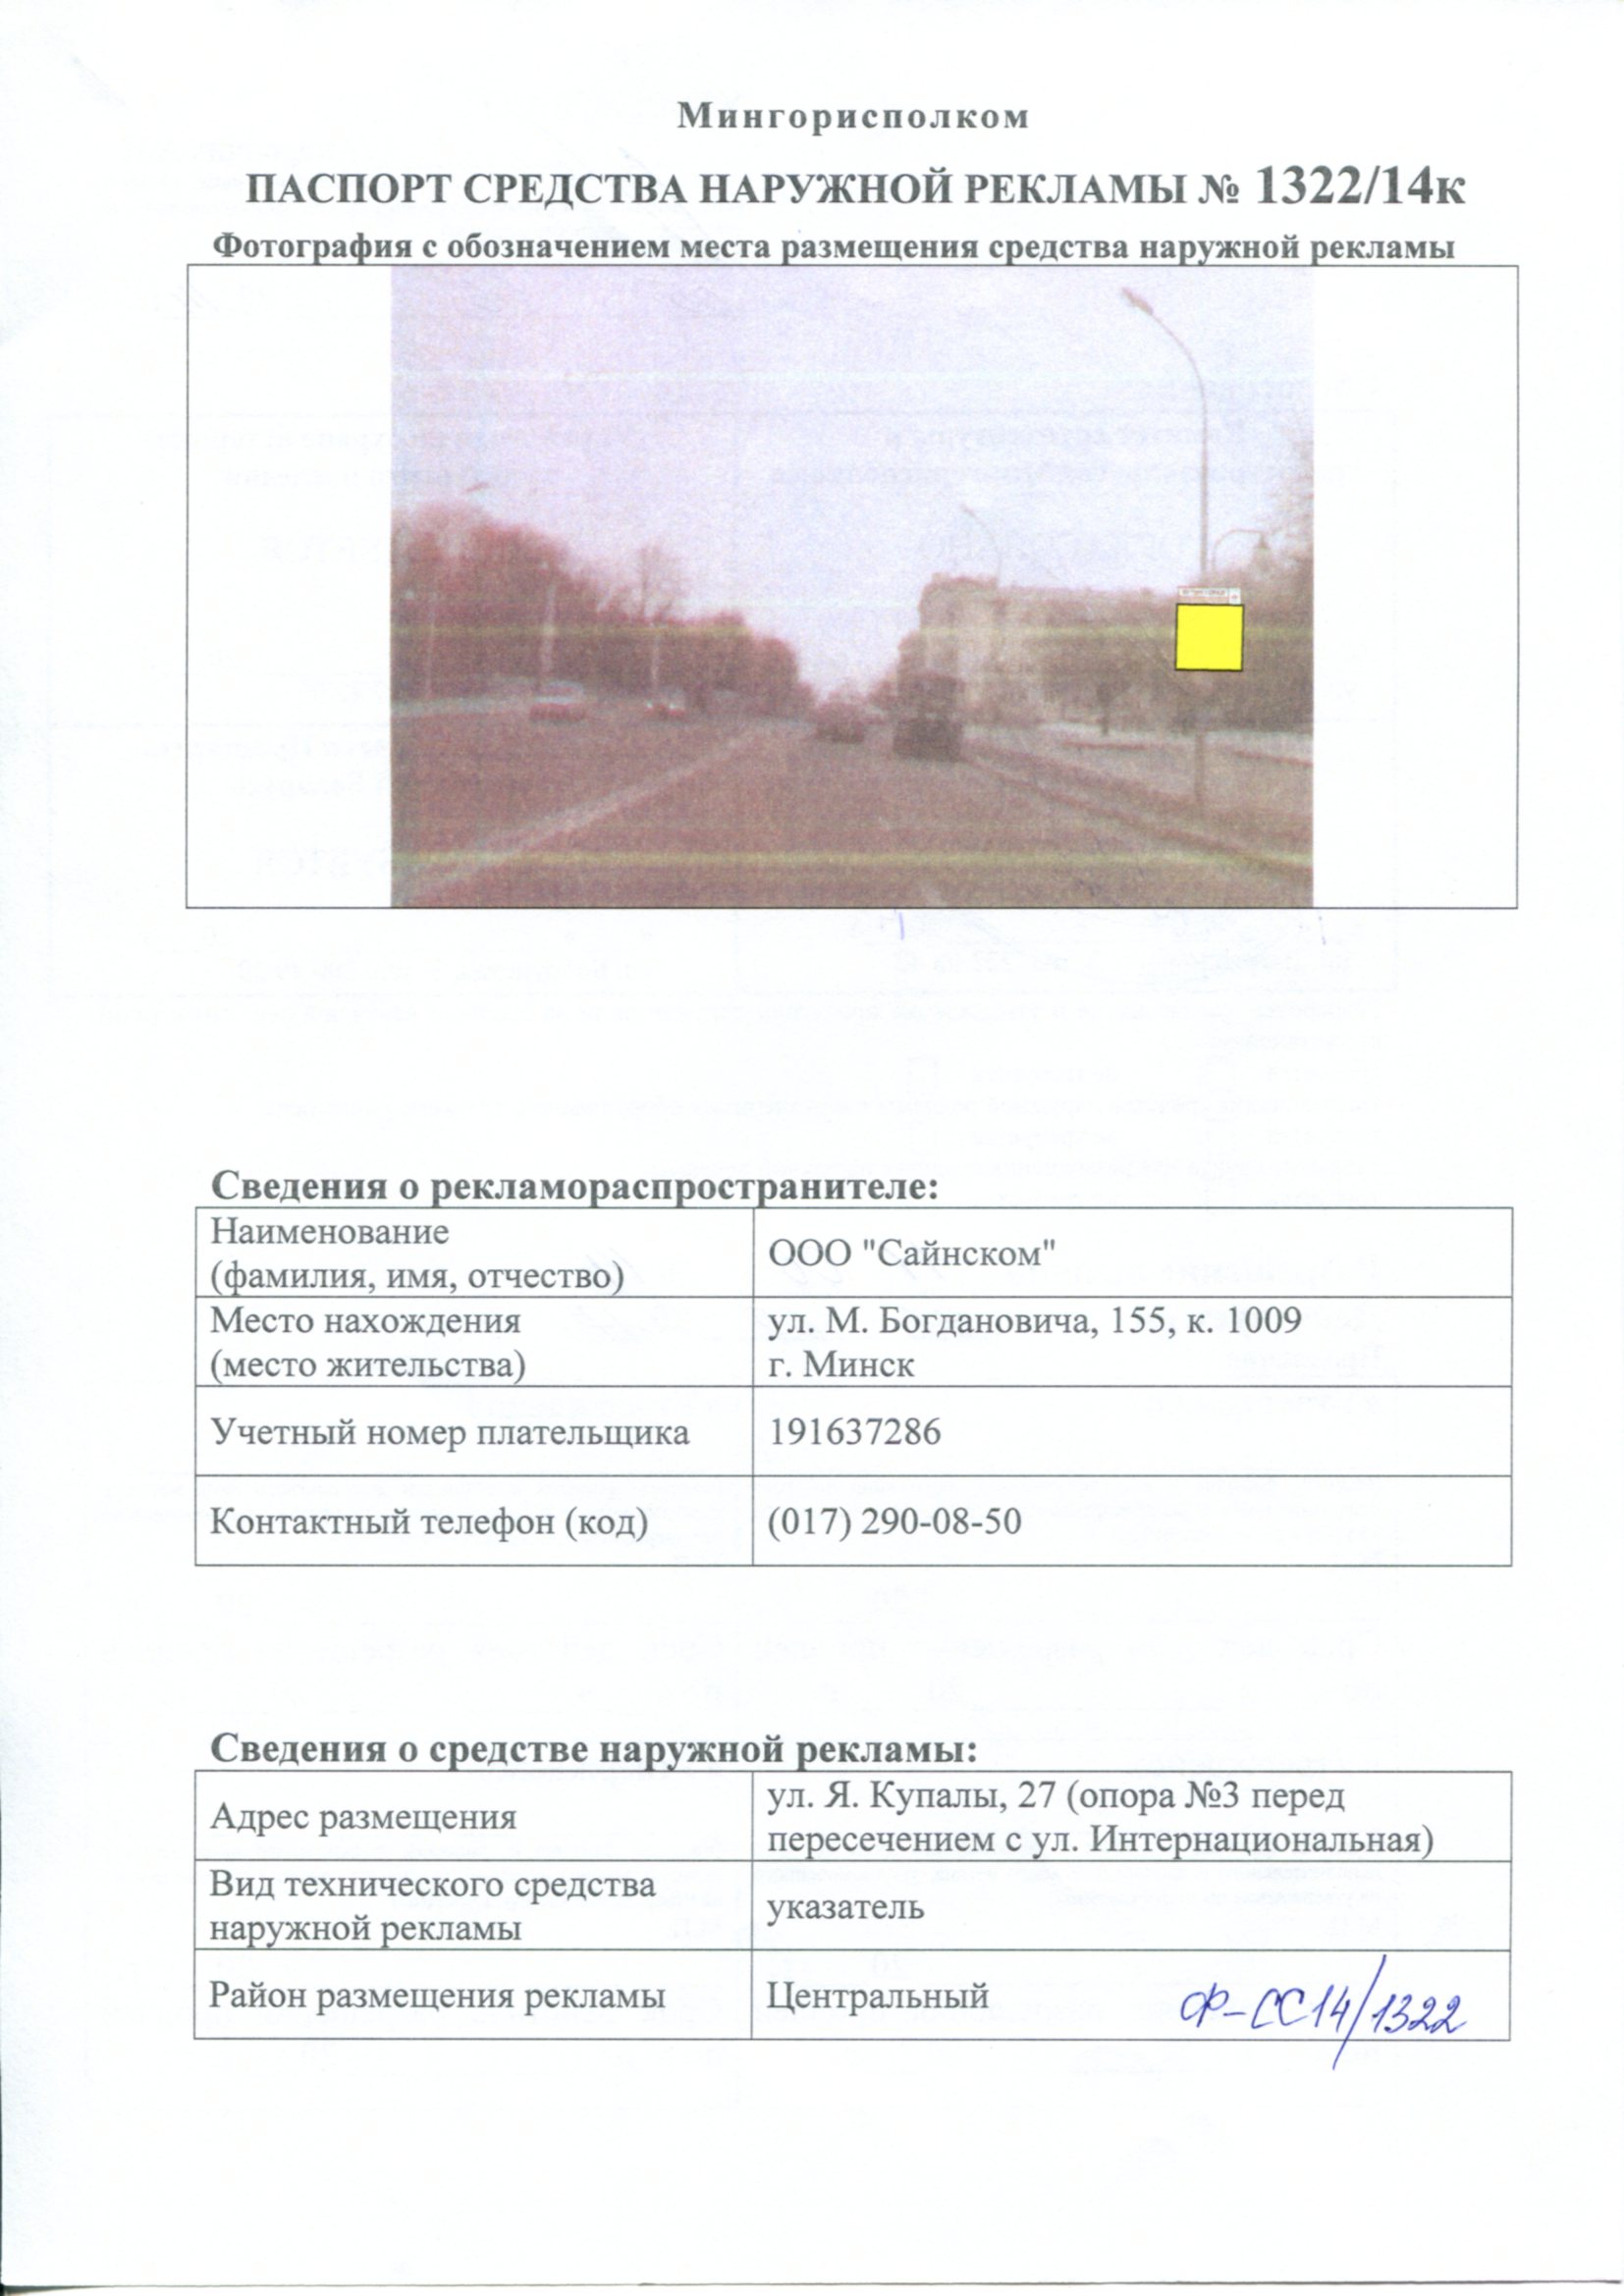 Мингорисполком
ПАСПОРТ СРЕДСТВА НАРУЖНОЙ РЕКЛАМЫ № 1322/14к
Фотография с обозначением места размещения средства наружной рекламы
Сведения о рекламораспространителе:
Наименование
(фамилия, имя, отчество)
ООО "Сайнском"
Место нахождения
(место жительства)
ул. М. Богдановича, 155, к. 1009
г. Минск
Учетный номер плательщика
191637286
Контактный телефон (код)
(017) 290-08-50
Сведения о средстве наружной рекламы:
Адрес размещения
ул. Я. Купалы, 27 (опора №3 перед
пересечением с ул. Интернациональная)
Вид технического средства
наружной рекламы
указатель
Район размещения рекламы
Центральный
Ф-СС14/1322